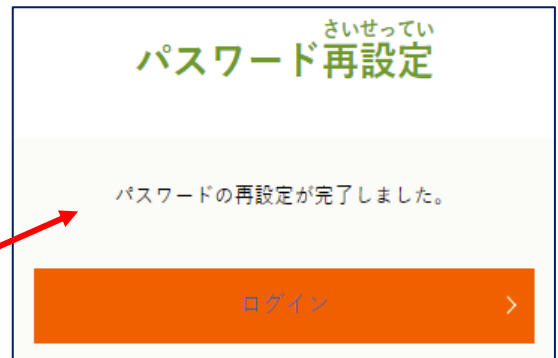 さいせってい
パスワード再設定
パスワードの再設定が完了しました。
ログイン